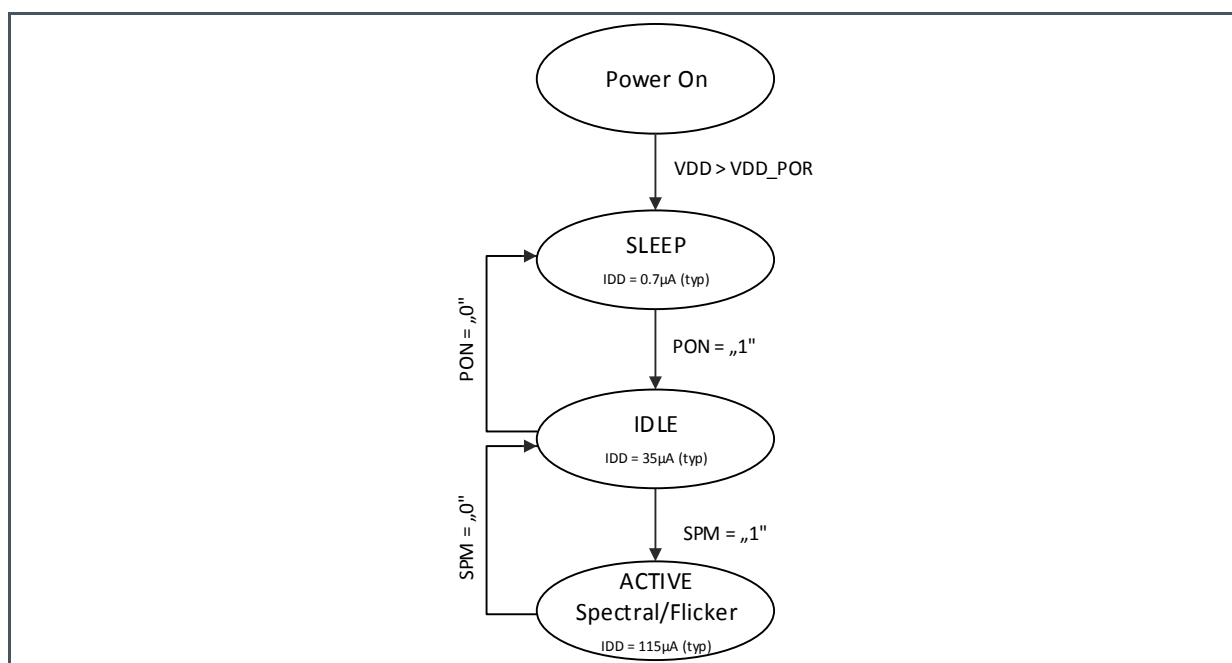 Power On
VDD > VDD_POR
SLEEP
IDD = 0.7µA (typ)
PON = „0"
PON = „1"
IDLE
IDD = 35µA (typ)
SPM = „0"
SPM = „1"
ACTIVE
Spectral/Flicker
IDD = 115µA (typ)